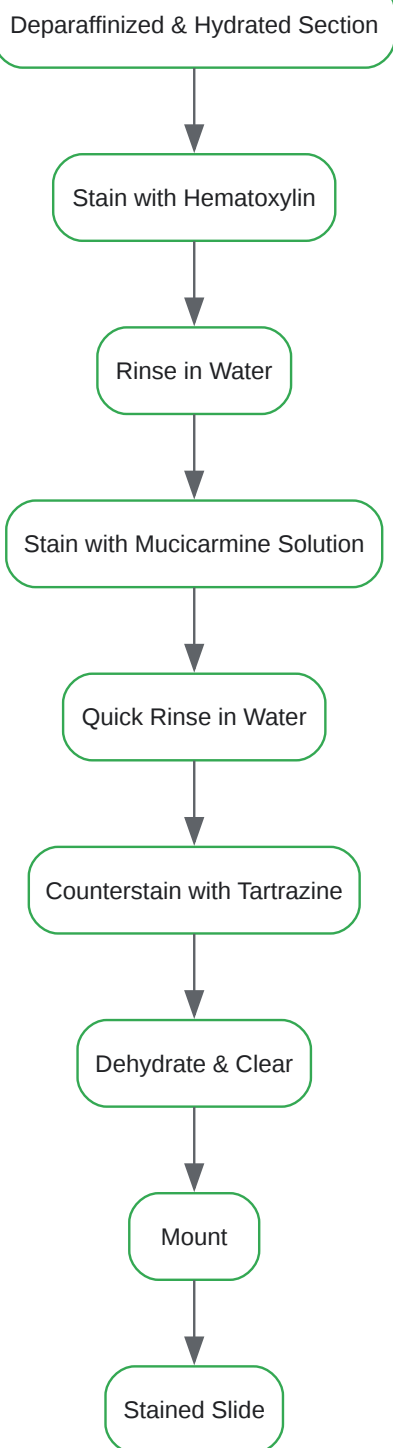 Deparaffinized & Hydrated Section
Stain with Hematoxylin
Rinse in Water
Stain with Mucicarmine Solution
Quick Rinse in Water
Counterstain with Tartrazine
Dehydrate & Clear
Mount
Stained Slide